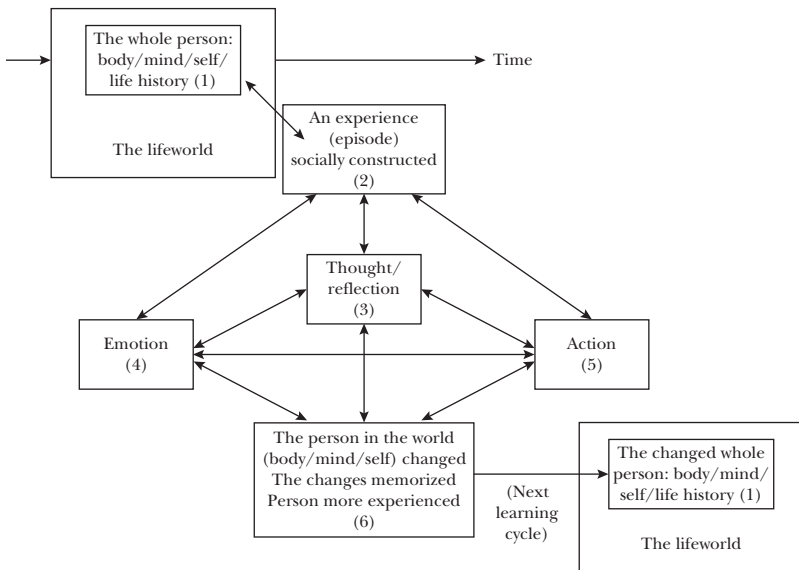 The whole person:
body/mind/self/
life history (1)
Time
The lifeworld
An experience
(episode)
socially constructed
(2)
Thought/
reflection
(3)
Emotion
(4)
Action
(5)
The person in the world
(body/mind/self) changed
The changes memorized
Person more experienced
(6)
(Next
learning
cycle)
The changed whole
person: body/mind/
self/life history (1)
The lifeworld